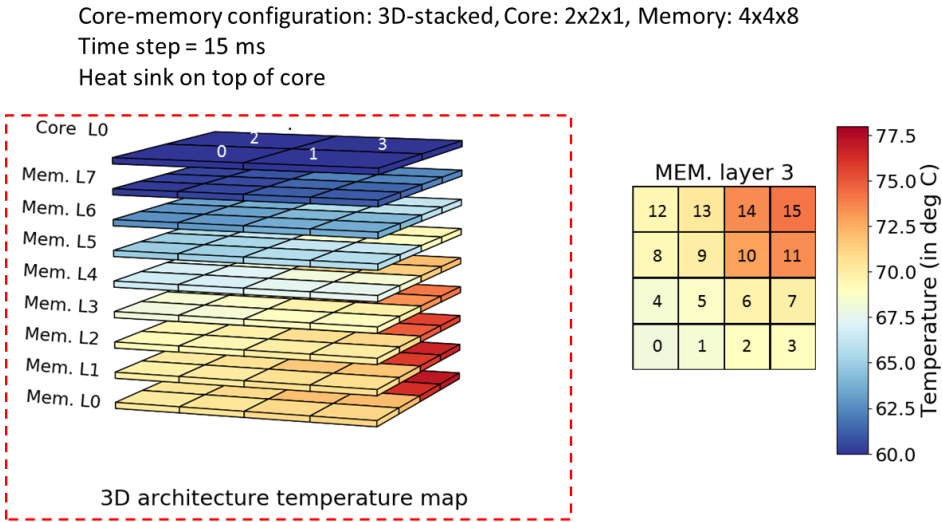 Core-memory configuration: 3D-stacked, Core: 2x2x1, Memory: 4x4x8
Time step = 15 ms
Heat sink on top of core
Core L0
2
3
0
1
Mem. L7
Mem. L6
Mem. L5
Mem. L4
Mem. L3
Mem. L2
Mem. L1
Mem. L0
3D architecture temperature map
MEM. layer 3
12 13 14 15
8 9 10 11
4 5 6 7
0 1 2 3
77.5
75.0
72.5
70.0
67.5
65.0
62.5
60.0
Temperature (in deg C)